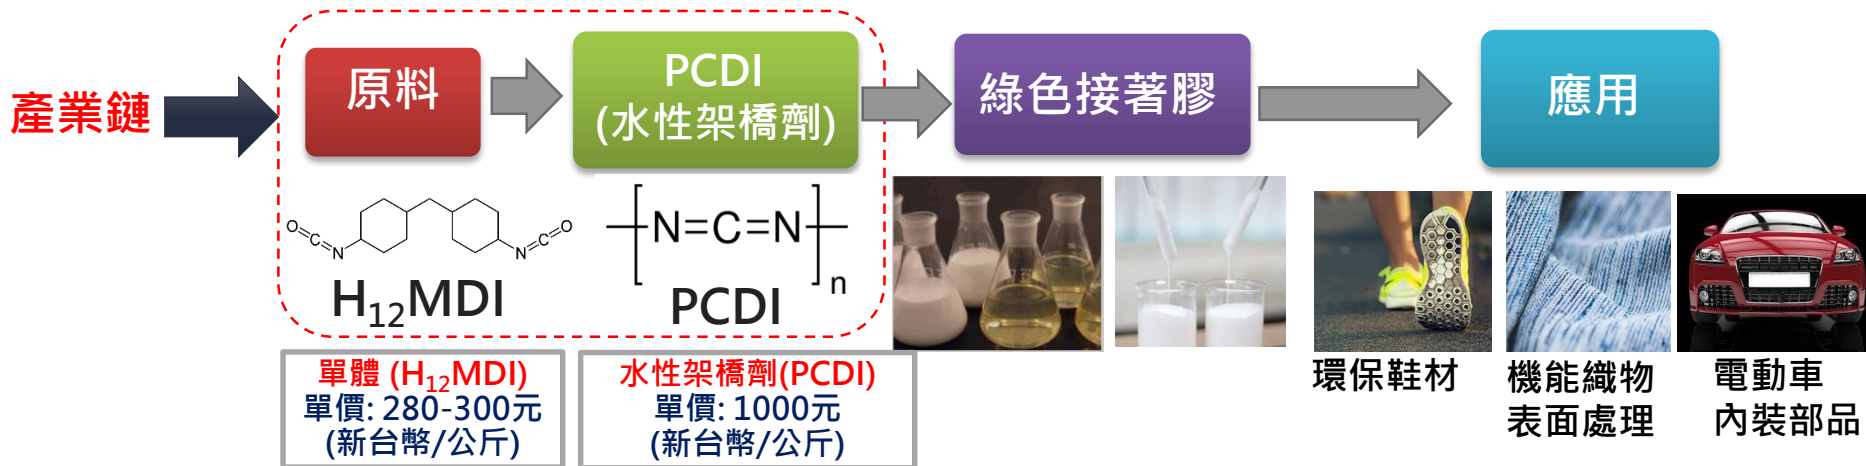 產業鏈
原料
PCDI
(水性架橋劑)
綠色接著膠
應用
O=C=N
N=C=O
H₁₂MDI
[N=C=N]n
PCDI
單體 (H₁₂MDI)
單價: 280-300元
(新台幣/公斤)
水性架橋劑(PCDI)
單價: 1000元
(新台幣/公斤)
環保鞋材
機能織物
表面處理
電動車
內裝部品